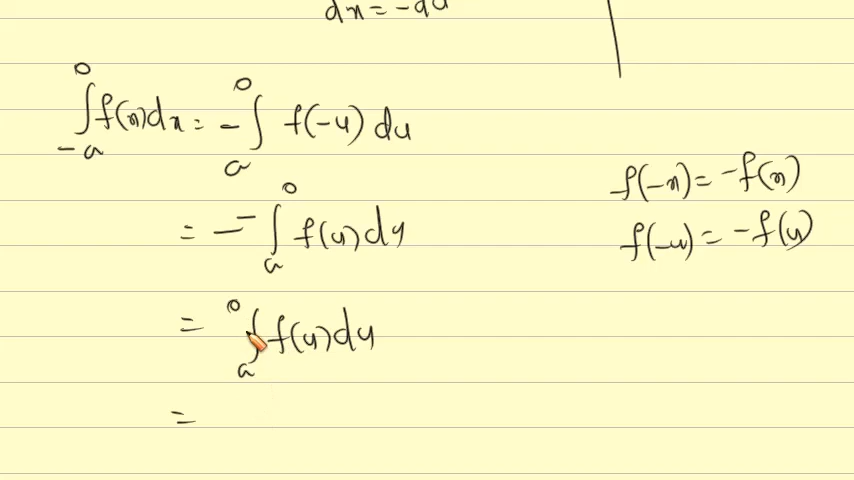 dx = -du
∫_{-a}^{0} f(x)dx = -∫_{a}^{0} f(-u) du
= - - ∫_{a}^{0} f(u) du
f(-x) = -f(x)
f(-u) = -f(u)
= ∫_{a}^{0} f(u) du
=